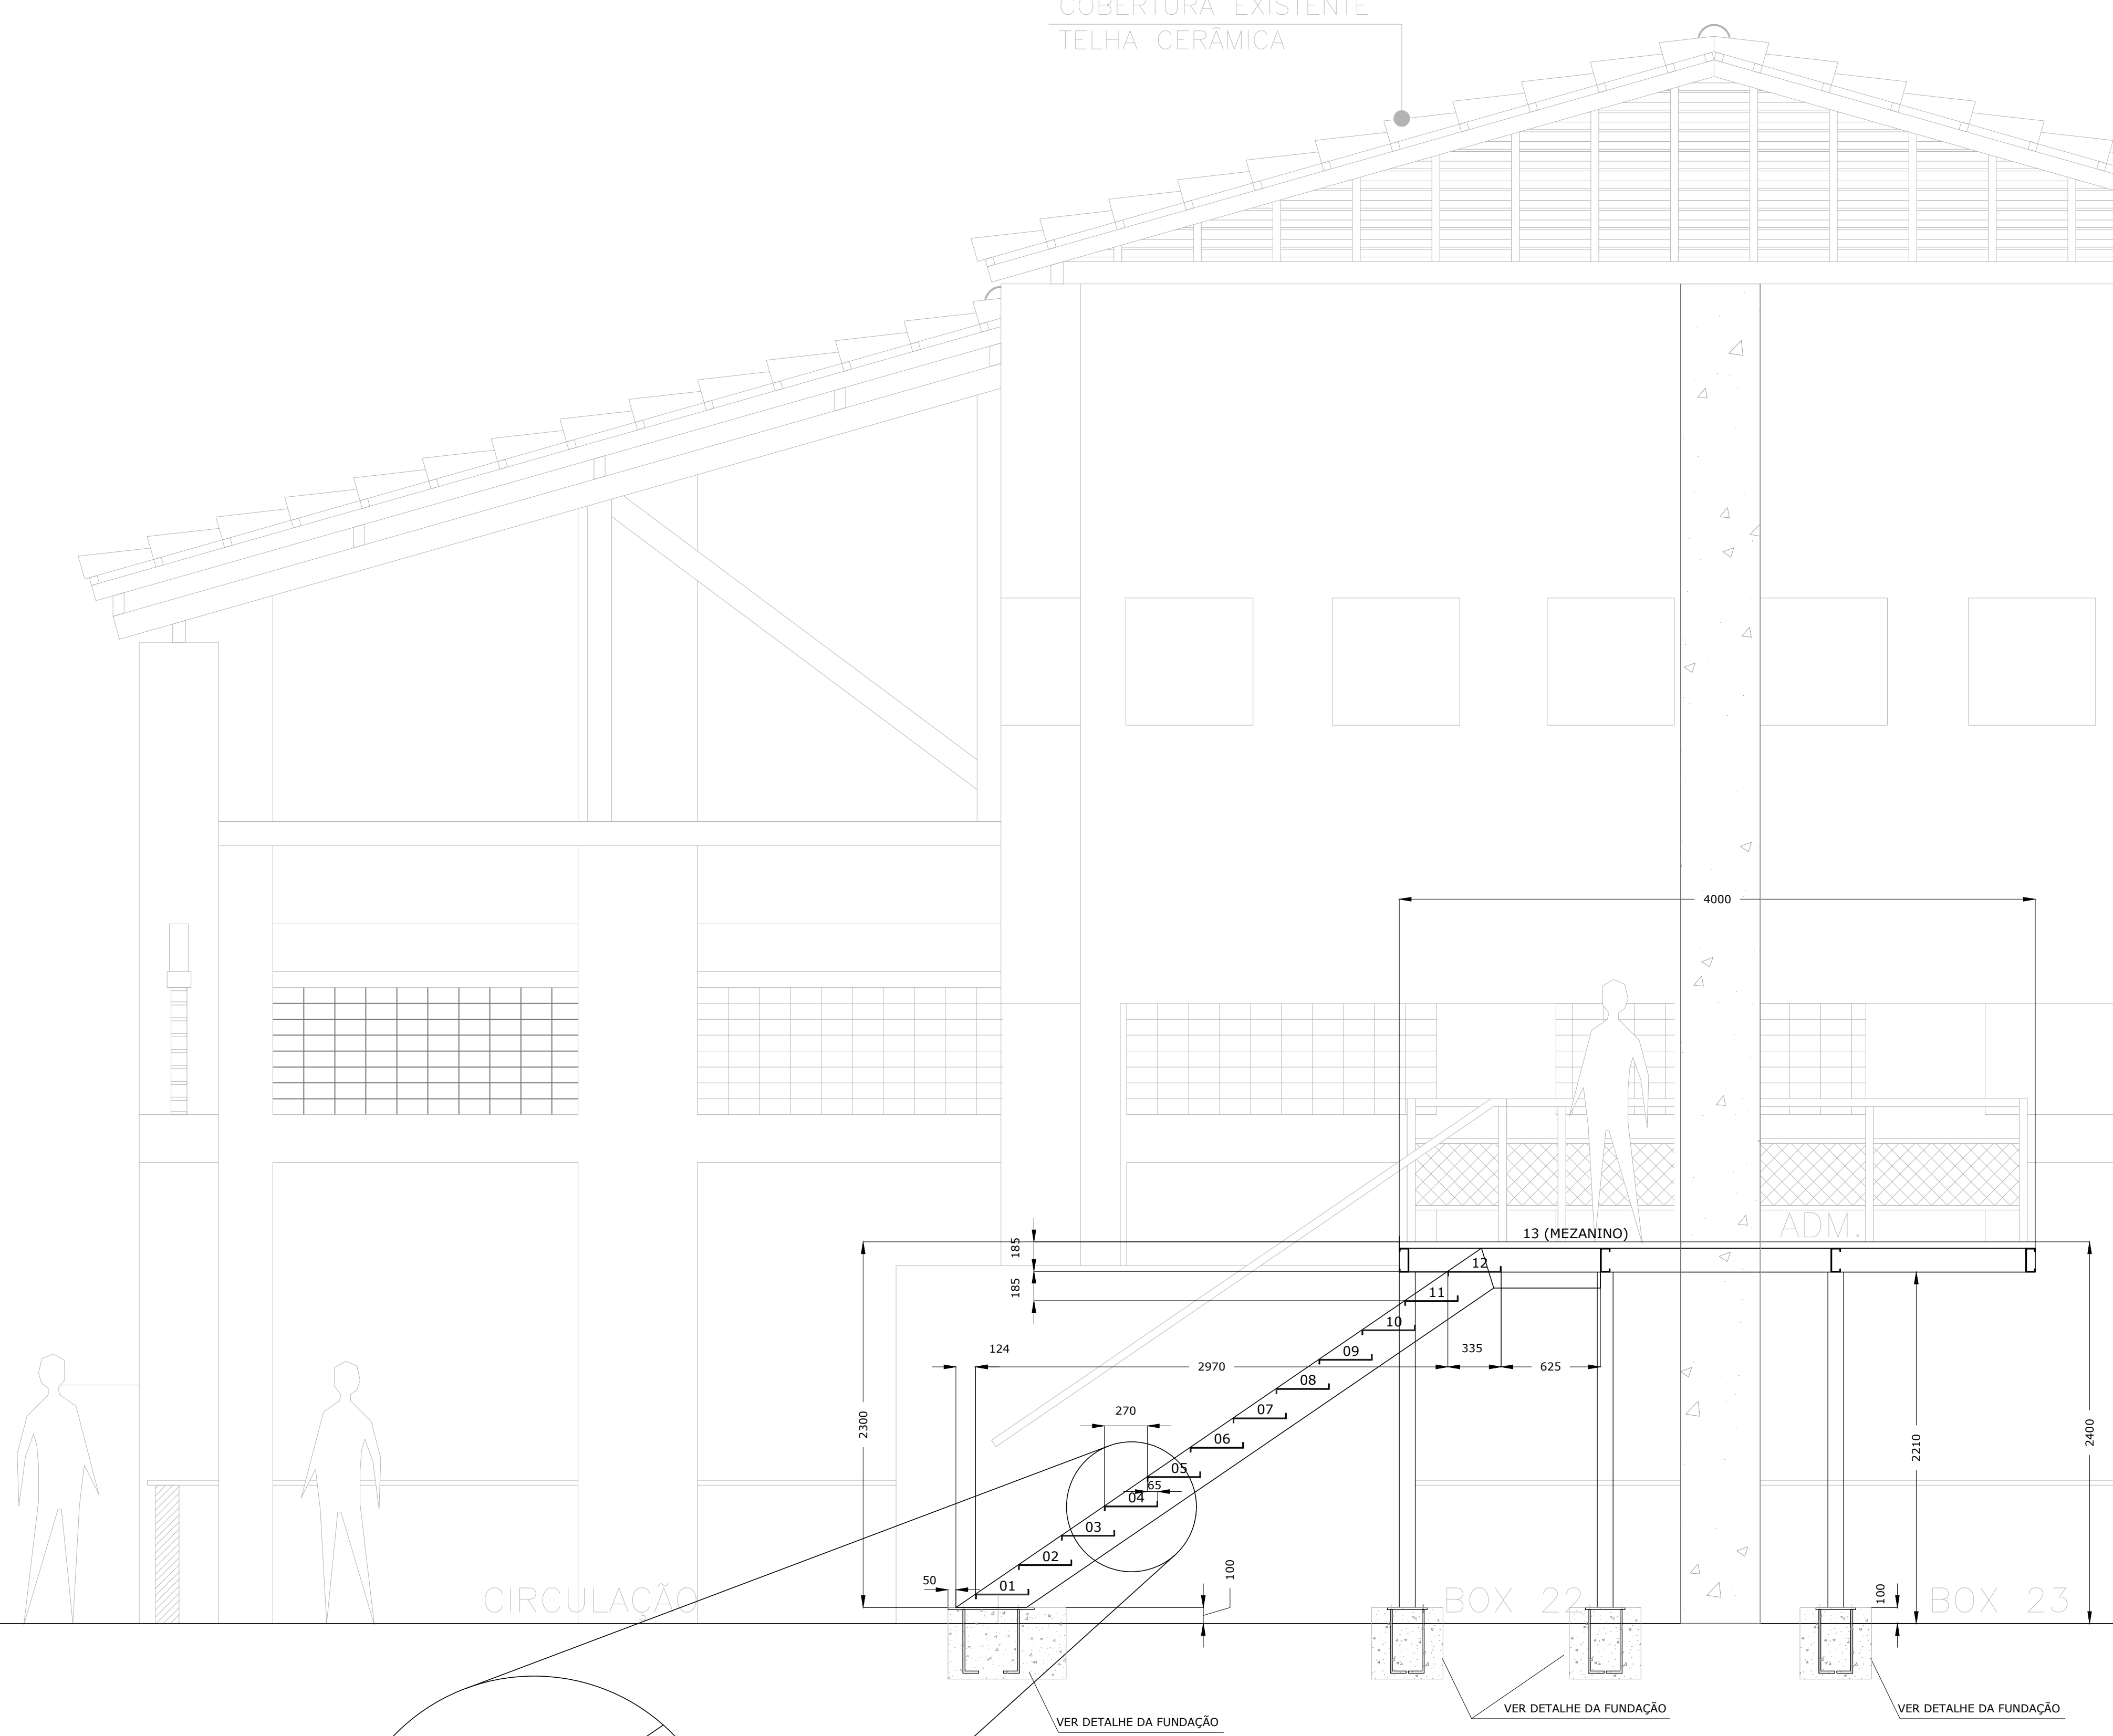 COBERTURA EXISTENTE
TELHA CERÂMICA
4000
13 (MEZANINO)
ADM.
185
185
12
11
10
09
08
07
06
05
04
03
02
01
124
2970
335
625
270
65
2300
2210
2400
50
100
100
CIRCULAÇÃO
BOX 22
BOX 23
VER DETALHE DA FUNDAÇÃO
VER DETALHE DA FUNDAÇÃO
VER DETALHE DA FUNDAÇÃO